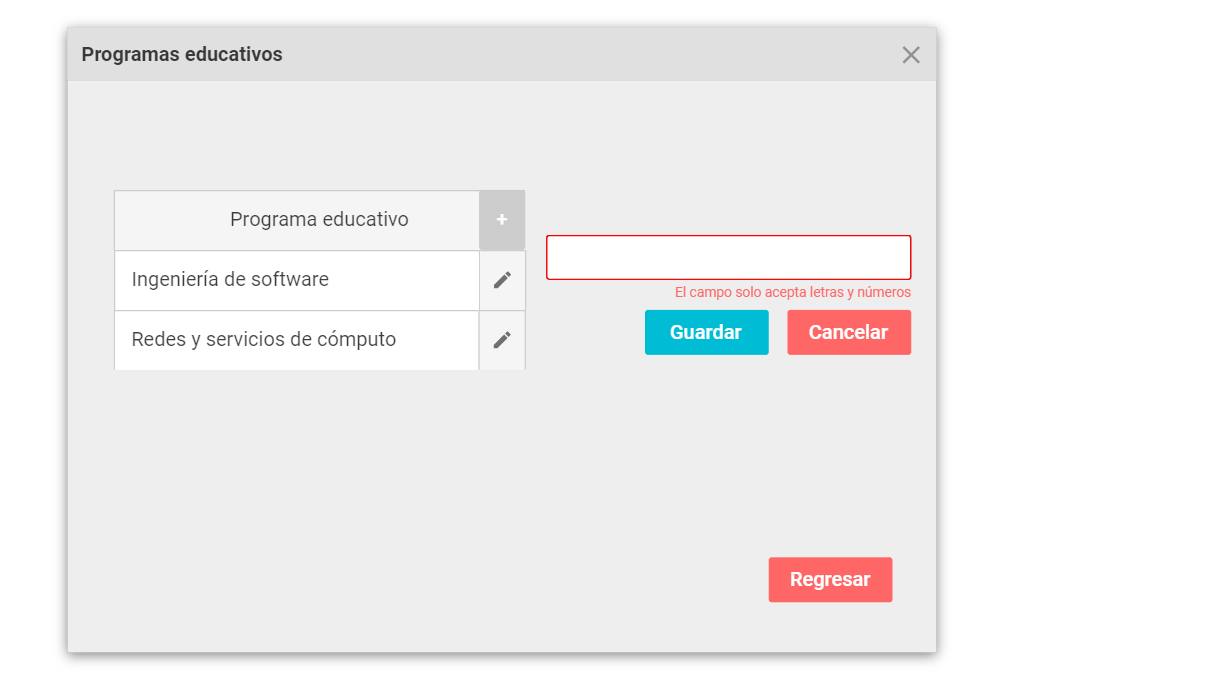 Programas educativos
Programa educativo +
Ingeniería de software
Redes y servicios de cómputo
El campo solo acepta letras y números
Guardar Cancelar
Regresar